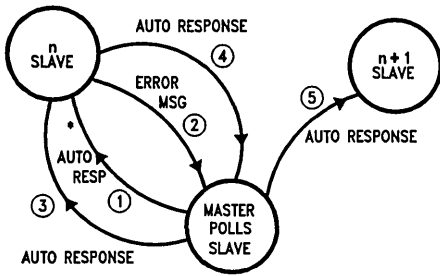 AUTO RESPONSE
n
SLAVE
④
n+1
SLAVE
ERROR
MSG
②
⑤
AUTO RESPONSE
*
AUTO
RESP
①
③
MASTER
POLLS
SLAVE
AUTO RESPONSE